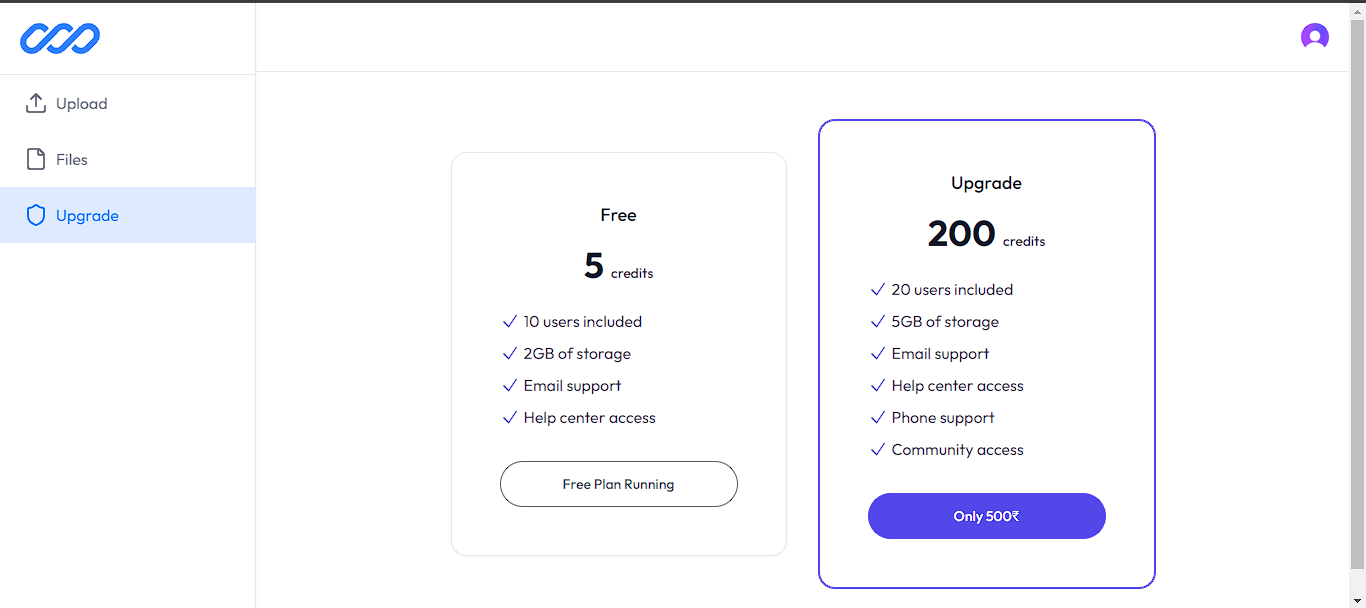 Upload
Files
Upgrade
Free
5 credits
10 users included
2GB of storage
Email support
Help center access
Free Plan Running
Upgrade
200 credits
20 users included
5GB of storage
Email support
Help center access
Phone support
Community access
Only 500₹